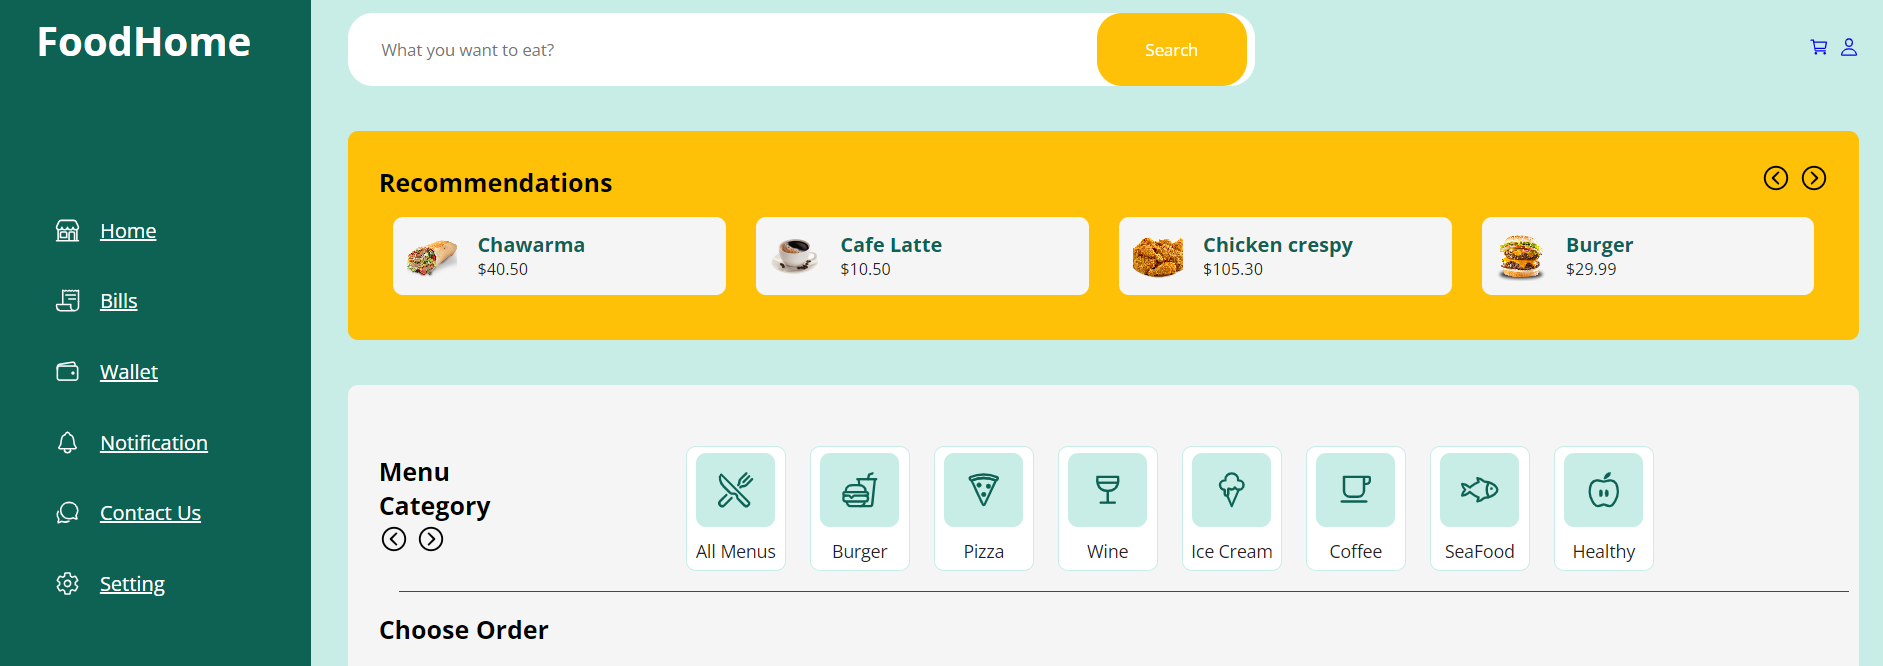 FoodHome
Home
Bills
Wallet
Notification
Contact Us
Setting
What you want to eat?
Search
Recommendations
Chawarma
$40.50
Cafe Latte
$10.50
Chicken crespy
$105.30
Burger
$29.99
Menu
Category
All Menus
Burger
Pizza
Wine
Ice Cream
Coffee
SeaFood
Healthy
Choose Order